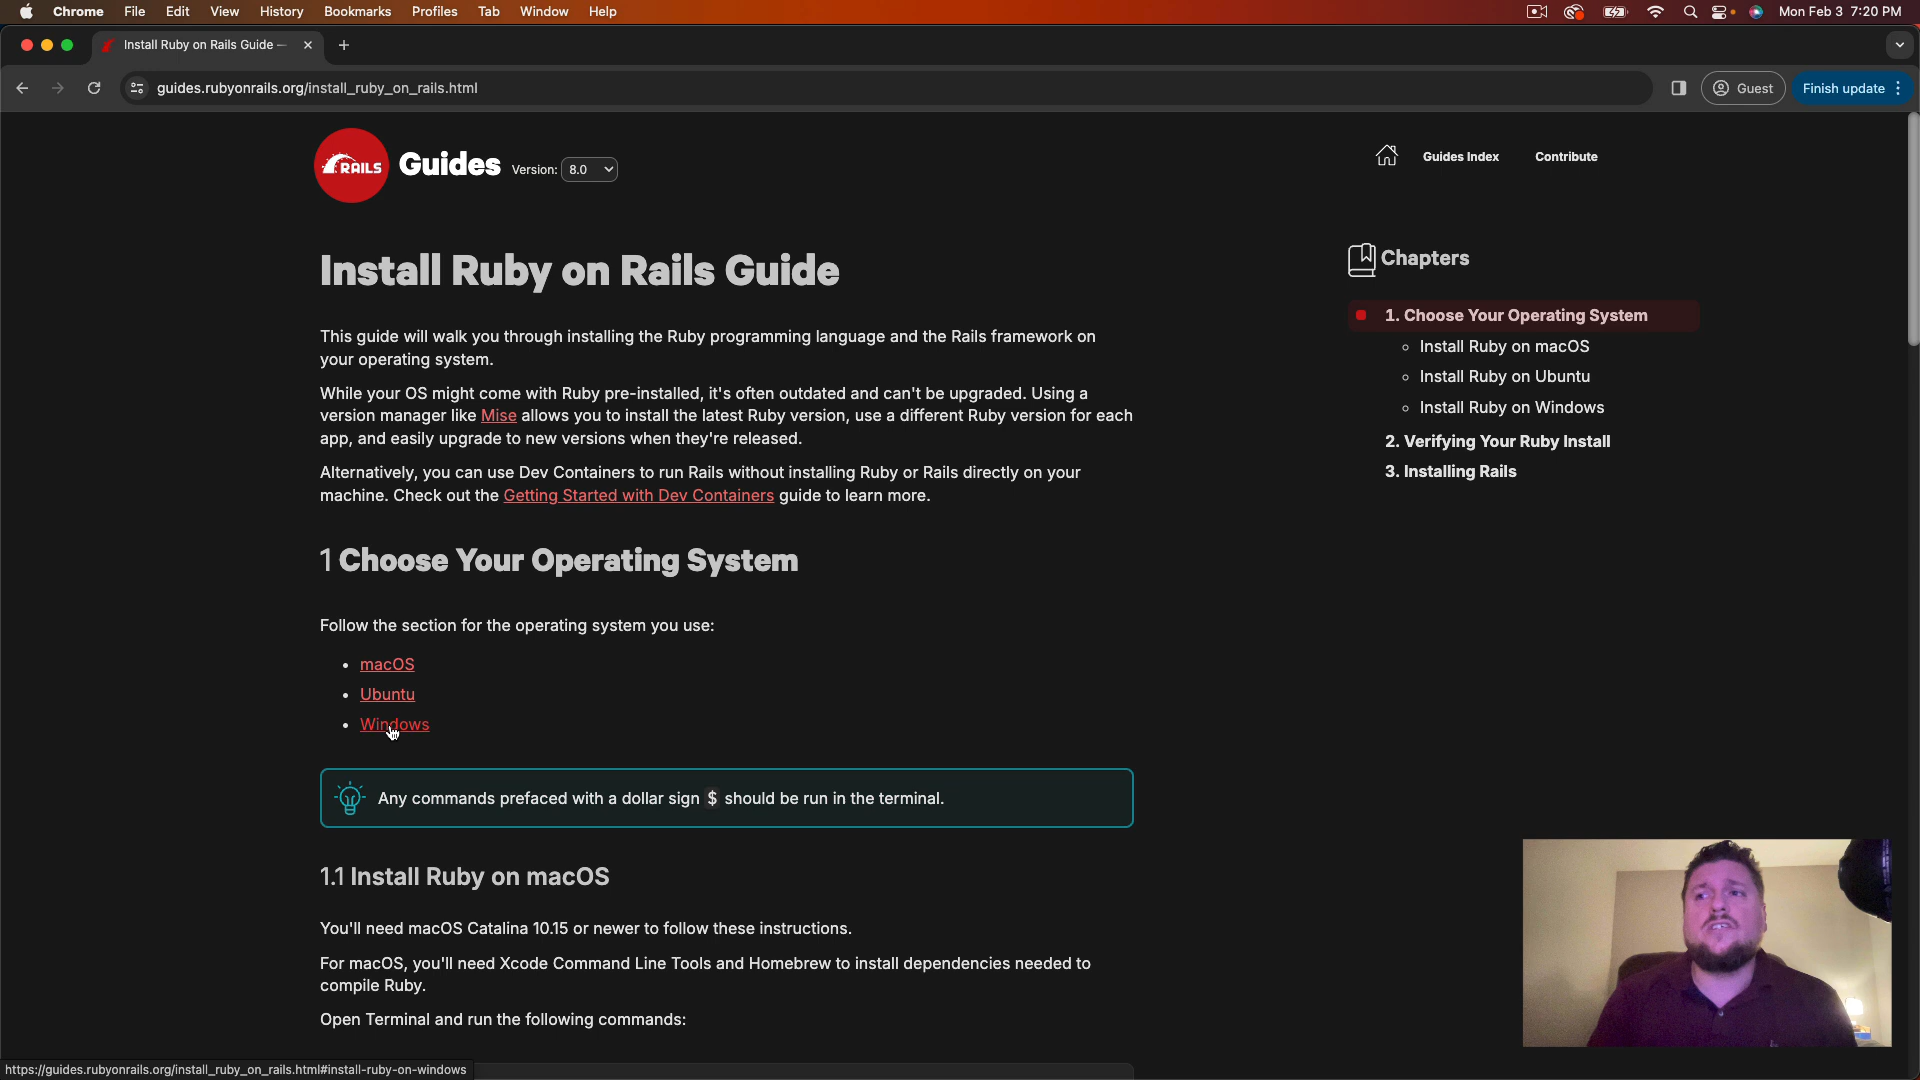 Chrome File Edit View History Bookmarks Profiles Tab Window Help Mon Feb 3 7:20 PM
Install Ruby on Rails Guide –
guides.rubyonrails.org/install_ruby_on_rails.html Guest Finish update
RAILS Guides Version: 8.0 Guides Index Contribute
Install Ruby on Rails Guide
This guide will walk you through installing the Ruby programming language and the Rails framework on
your operating system.
While your OS might come with Ruby pre-installed, it's often outdated and can't be upgraded. Using a
version manager like Mise allows you to install the latest Ruby version, use a different Ruby version for each
app, and easily upgrade to new versions when they're released.
Alternatively, you can use Dev Containers to run Rails without installing Ruby or Rails directly on your
machine. Check out the Getting Started with Dev Containers guide to learn more.
1 Choose Your Operating System
Follow the section for the operating system you use:
• macOS
• Ubuntu
• Windows
Any commands prefaced with a dollar sign $ should be run in the terminal.
1.1 Install Ruby on macOS
You'll need macOS Catalina 10.15 or newer to follow these instructions.
For macOS, you'll need Xcode Command Line Tools and Homebrew to install dependencies needed to
compile Ruby.
Open Terminal and run the following commands:
Chapters
1. Choose Your Operating System
Install Ruby on macOS
Install Ruby on Ubuntu
Install Ruby on Windows
2. Verifying Your Ruby Install
3. Installing Rails
https://guides.rubyonrails.org/install_ruby_on_rails.html#install-ruby-on-windows